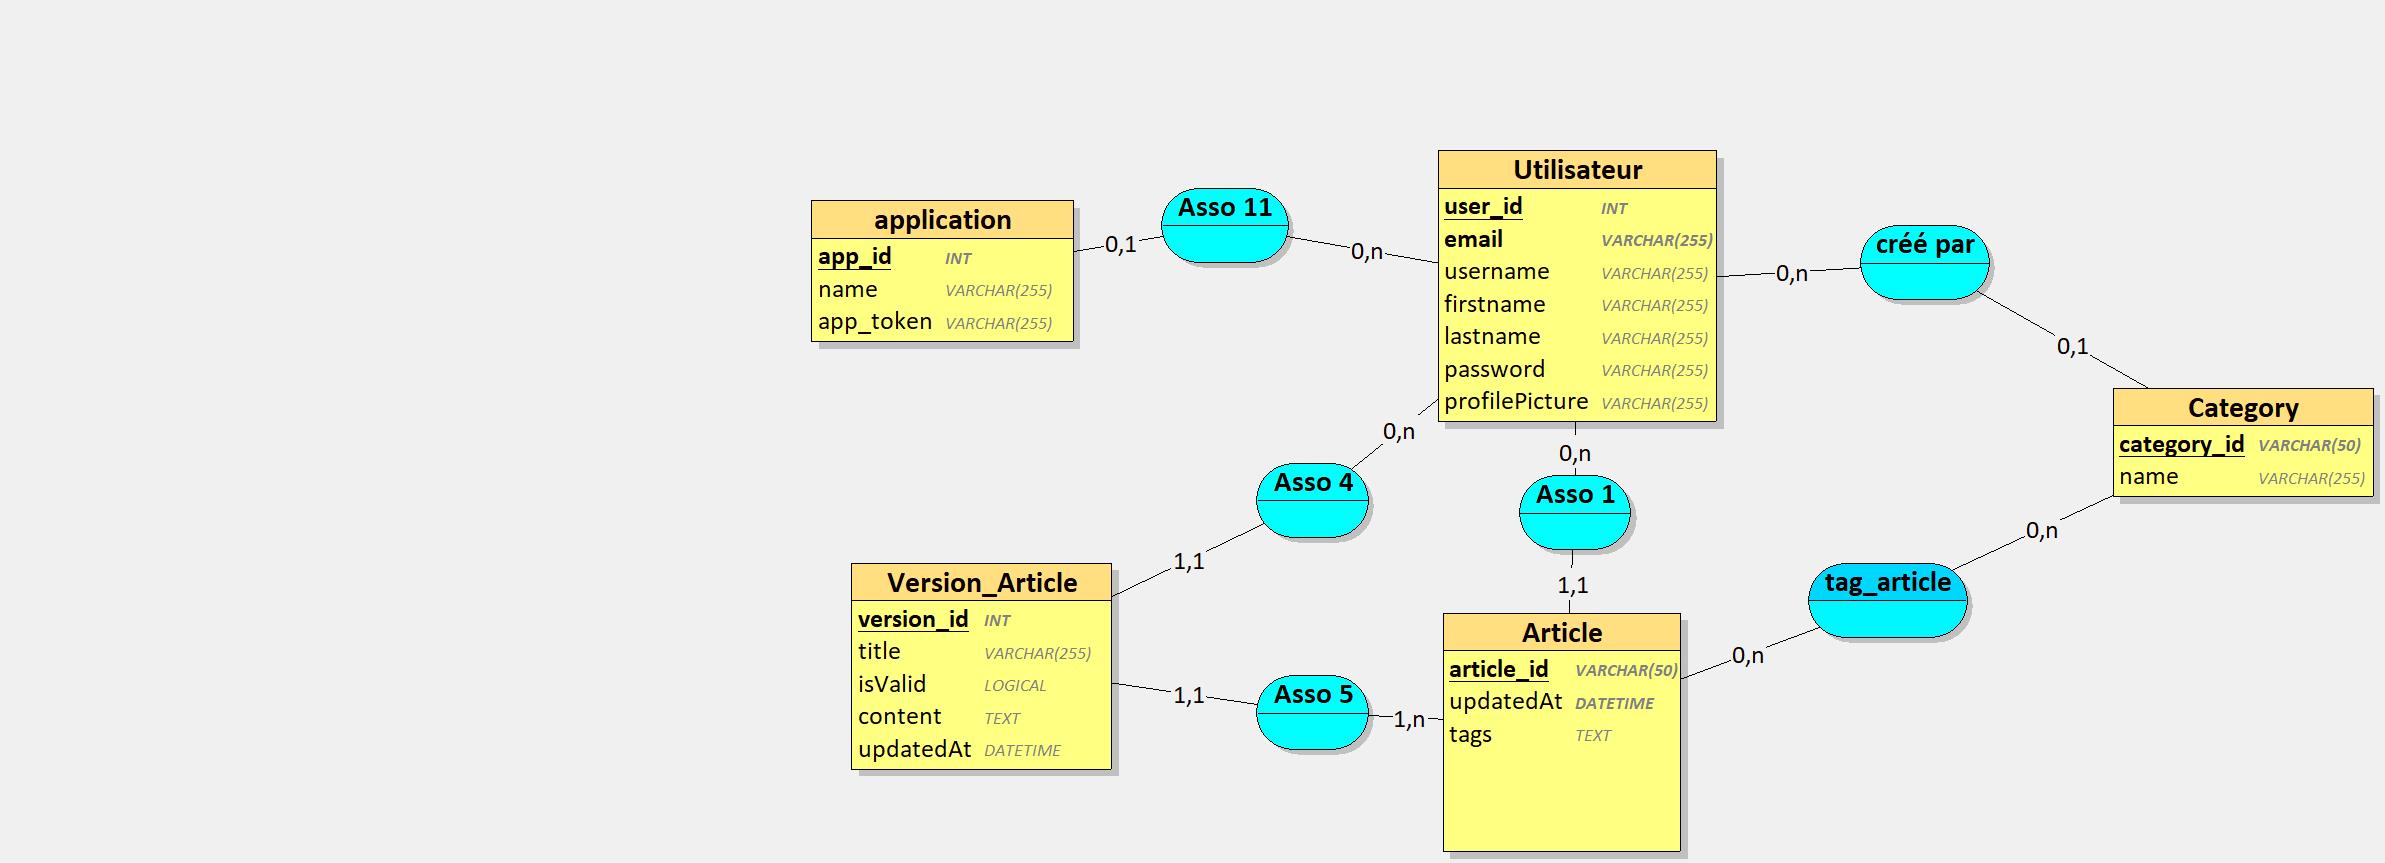 Utilisateur
user_id INT
email VARCHAR(255)
username VARCHAR(255)
firstname VARCHAR(255)
lastname VARCHAR(255)
password VARCHAR(255)
profilePicture VARCHAR(255)
application
app_id INT
name VARCHAR(255)
app_token VARCHAR(255)
0,1
Asso 11
0,n
0,n
créé par
0,1
Category
category_id VARCHAR(50)
name VARCHAR(255)
0,n
Asso 4
1,1
0,n
Asso 1
1,1
0,n
tag_article
0,n
Version_Article
version_id INT
title VARCHAR(255)
isValid LOGICAL
content TEXT
updatedAt DATETIME
1,1
Asso 5
1,n
Article
article_id VARCHAR(50)
updatedAt DATETIME
tags TEXT